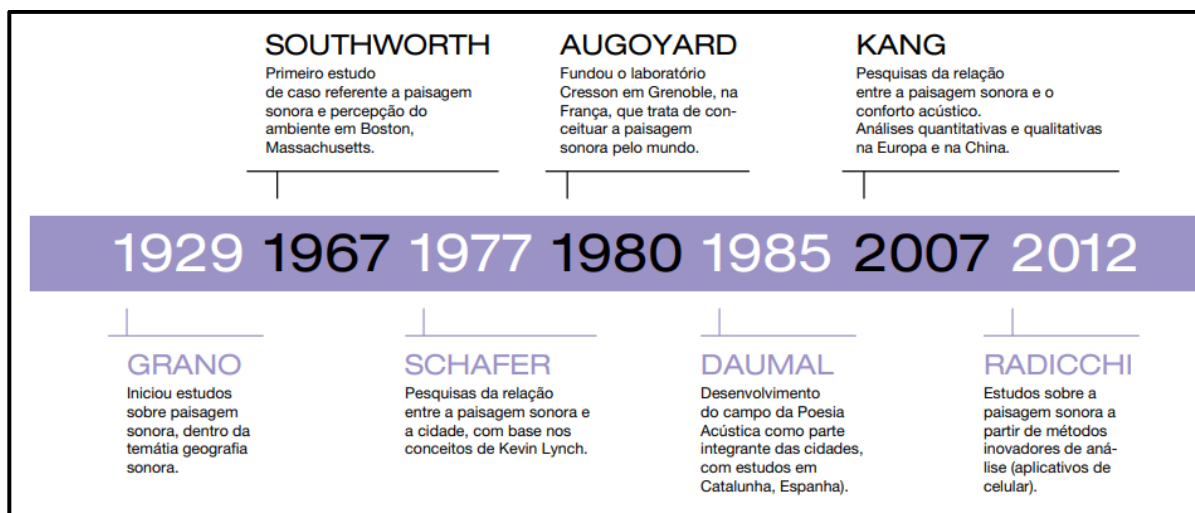 SOUTHWORTH
Primeiro estudo
de caso referente a paisagem
sonora e percepção do
ambiente em Boston,
Massachusetts.
AUGOYARD
Fundou o laboratório
Cresson em Grenoble, na
França, que trata de con-
ceituar a paisagem
sonora pelo mundo.
KANG
Pesquisas da relação
entre a paisagem sonora e o
conforto acústico.
Análises quantitativas e qualitativas
na Europa e na China.
1929 1967 1977 1980 1985 2007 2012
GRANO
Iniciou estudos
sobre paisagem
sonora, dentro da
temátia geografia
sonora.
SCHAFER
Pesquisas da relação
entre a paisagem sonora e
a cidade, com base nos
conceitos de Kevin Lynch.
DAUMAL
Desenvolvimento
do campo da Poesia
Acústica como parte
integrante das cidades,
com estudos em
Catalunha, Espanha).
RADICCHI
Estudos sobre a
paisagem sonora a
partir de métodos
inovadores de aná-
lise (aplicativos de
celular).